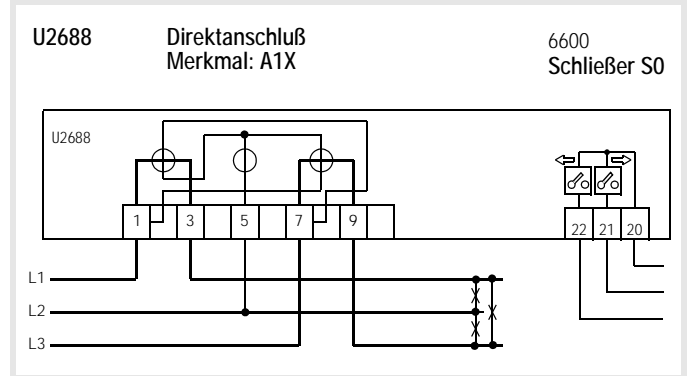 U2688 Direktanschluß 6600
Merkmal: A1X Schließer S0
U2688
1 3 5 7 9 22 21 20
L1
L2
L3